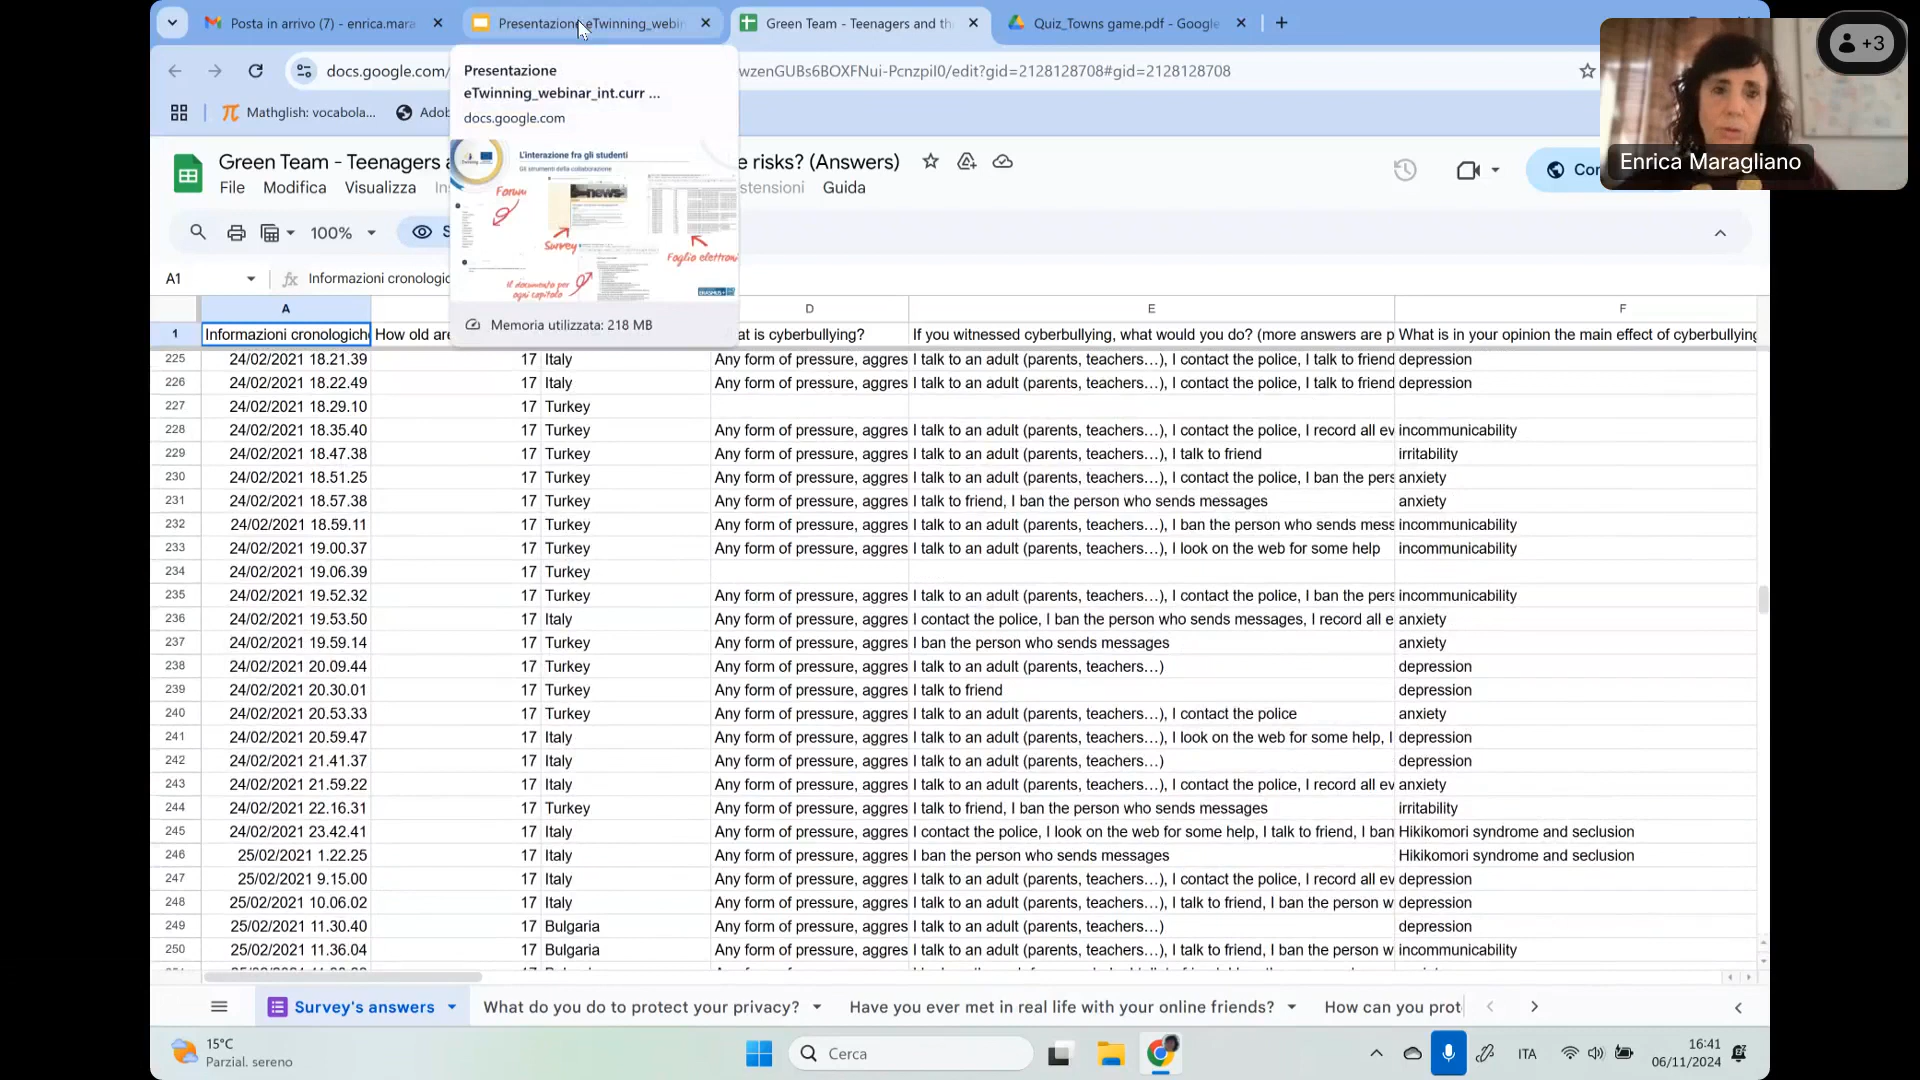 Posta in arrivo (7) - enrica.mara
Presentazione eTwinning_webin
Green Team - Teenagers and the
Quiz_Towns game.pdf - Google
+3
docs.google.com/
wzenGUBs6BOXFNui-PcnzpiI0/edit?gid=2128128708#gid=2128128708
Mathglish: vocabola...
Adob
Presentazione
eTwinning_webinar_int.curr ...
docs.google.com
L'interazione fra gli studenti
Gli strumenti della collaborazione
Forum
news
Survey
Foglio elettroni
Il documento per
ogni capitolo
ERASMUS+
Memoria utilizzata: 218 MB
Enrica Maragliano
Green Team - Teenagers a
e risks? (Answers)
Con
File Modifica Visualizza In
stensioni Guida
100%
S
A1
Informazioni cronologic
A D E F
1 Informazioni cronologiche How old are at is cyberbullying? If you witnessed cyberbullying, what would you do? (more answers are p What is in your opinion the main effect of cyberbullying
225 24/02/2021 18.21.39 17 Italy Any form of pressure, aggres I talk to an adult (parents, teachers…), I contact the police, I talk to friend depression
226 24/02/2021 18.22.49 17 Italy Any form of pressure, aggres I talk to an adult (parents, teachers…), I contact the police, I talk to friend depression
227 24/02/2021 18.29.10 17 Turkey
228 24/02/2021 18.35.40 17 Turkey Any form of pressure, aggres I talk to an adult (parents, teachers…), I contact the police, I record all ev incommunicability
229 24/02/2021 18.47.38 17 Turkey Any form of pressure, aggres I talk to an adult (parents, teachers…), I talk to friend irritability
230 24/02/2021 18.51.25 17 Turkey Any form of pressure, aggres I talk to an adult (parents, teachers…), I contact the police, I ban the pers anxiety
231 24/02/2021 18.57.38 17 Turkey Any form of pressure, aggres I talk to friend, I ban the person who sends messages anxiety
232 24/02/2021 18.59.11 17 Turkey Any form of pressure, aggres I talk to an adult (parents, teachers…), I ban the person who sends mess incommunicability
233 24/02/2021 19.00.37 17 Turkey Any form of pressure, aggres I talk to an adult (parents, teachers…), I look on the web for some help incommunicability
234 24/02/2021 19.06.39 17 Turkey
235 24/02/2021 19.52.32 17 Turkey Any form of pressure, aggres I talk to an adult (parents, teachers…), I contact the police, I ban the pers incommunicability
236 24/02/2021 19.53.50 17 Italy Any form of pressure, aggres I contact the police, I ban the person who sends messages, I record all e anxiety
237 24/02/2021 19.59.14 17 Turkey Any form of pressure, aggres I ban the person who sends messages anxiety
238 24/02/2021 20.09.44 17 Turkey Any form of pressure, aggres I talk to an adult (parents, teachers…) depression
239 24/02/2021 20.30.01 17 Turkey Any form of pressure, aggres I talk to friend depression
240 24/02/2021 20.53.33 17 Turkey Any form of pressure, aggres I talk to an adult (parents, teachers…), I contact the police anxiety
241 24/02/2021 20.59.47 17 Italy Any form of pressure, aggres I talk to an adult (parents, teachers…), I look on the web for some help, I depression
242 24/02/2021 21.41.37 17 Italy Any form of pressure, aggres I talk to an adult (parents, teachers…) depression
243 24/02/2021 21.59.22 17 Italy Any form of pressure, aggres I talk to an adult (parents, teachers…), I contact the police, I record all ev anxiety
244 24/02/2021 22.16.31 17 Turkey Any form of pressure, aggres I talk to friend, I ban the person who sends messages irritability
245 24/02/2021 23.42.41 17 Italy Any form of pressure, aggres I contact the police, I look on the web for some help, I talk to friend, I ban Hikikomori syndrome and seclusion
246 25/02/2021 1.22.25 17 Italy Any form of pressure, aggres I ban the person who sends messages Hikikomori syndrome and seclusion
247 25/02/2021 9.15.00 17 Italy Any form of pressure, aggres I talk to an adult (parents, teachers…), I contact the police, I record all ev depression
248 25/02/2021 10.06.02 17 Italy Any form of pressure, aggres I talk to an adult (parents, teachers…), I talk to friend, I ban the person w depression
249 25/02/2021 11.30.40 17 Bulgaria Any form of pressure, aggres I talk to an adult (parents, teachers…) depression
250 25/02/2021 11.36.04 17 Bulgaria Any form of pressure, aggres I talk to an adult (parents, teachers…), I talk to friend, I ban the person w incommunicability
Survey's answers What do you do to protect your privacy? Have you ever met in real life with your online friends? How can you prot
15°C
Parzial. sereno
Cerca
ITA
16:41
06/11/2024